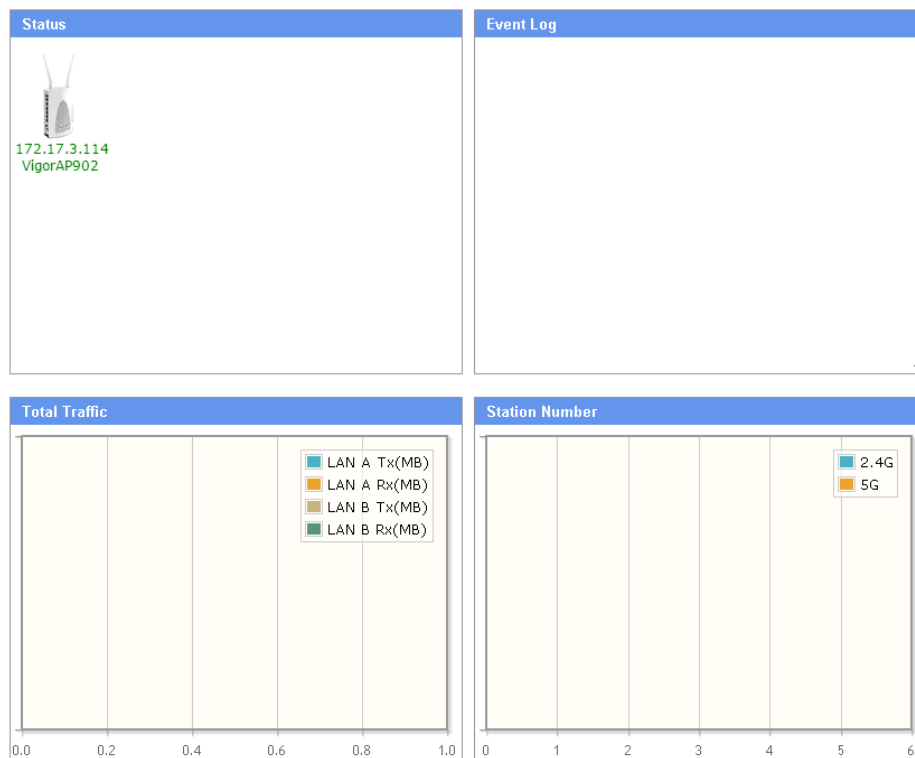 Status
172.17.3.114
VigorAP902
Event Log
Total Traffic
LAN A Tx(MB)
LAN A Rx(MB)
LAN B Tx(MB)
LAN B Rx(MB)
0.0 0.2 0.4 0.6 0.8 1.0
Station Number
2.4G
5G
0 1 2 3 4 5 6